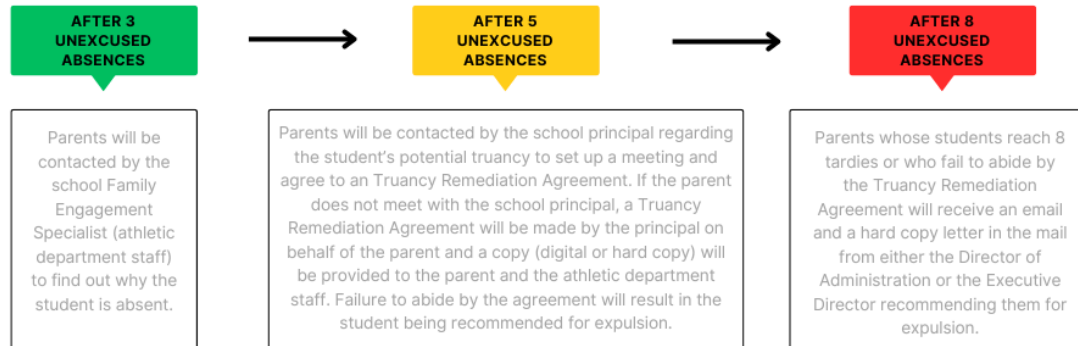 AFTER 3
UNEXCUSED
ABSENCES
AFTER 5
UNEXCUSED
ABSENCES
AFTER 8
UNEXCUSED
ABSENCES
Parents will be
contacted by the
school Family
Engagement
Specialist (athletic
department staff)
to find out why the
student is absent.
Parents will be contacted by the school principal regarding
the student's potential truancy to set up a meeting and
agree to an Truancy Remediation Agreement. If the parent
does not meet with the school principal, a Truancy
Remediation Agreement will be made by the principal on
behalf of the parent and a copy (digital or hard copy) will
be provided to the parent and the athletic department
staff. Failure to abide by the agreement will result in the
student being recommended for expulsion.
Parents whose students reach 8
tardies or who fail to abide by
the Truancy Remediation
Agreement will receive an email
and a hard copy letter in the mail
from either the Director of
Administration or the Executive
Director recommending them for
expulsion.